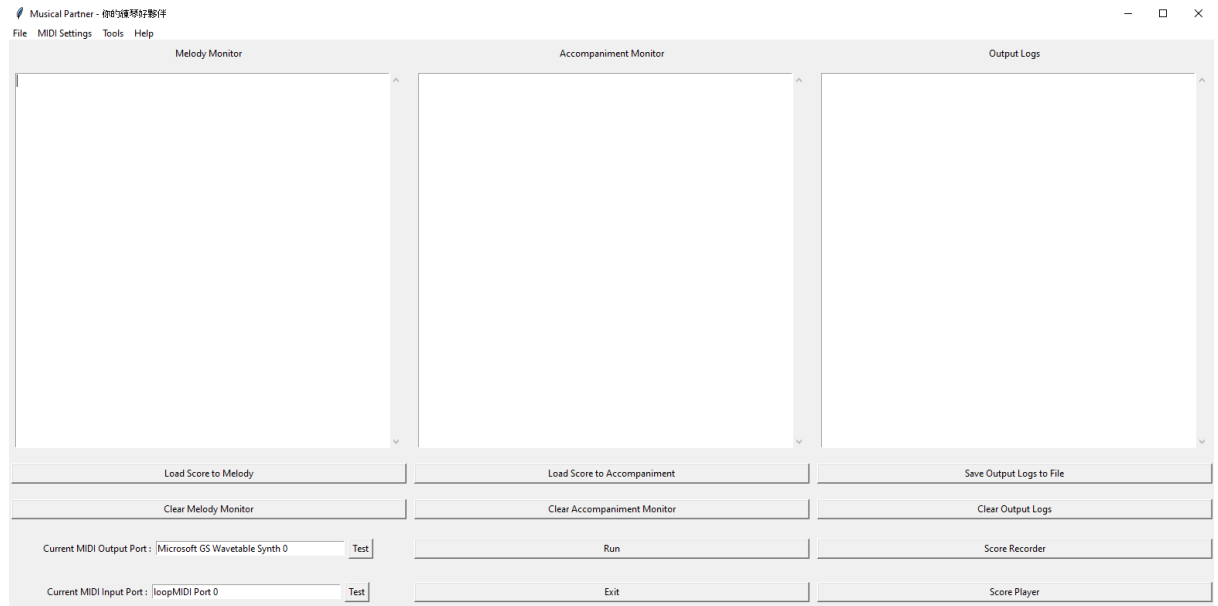 Musical Partner - 你的練琴好夥伴
File MIDI Settings Tools Help
Melody Monitor
Accompaniment Monitor
Output Logs
Load Score to Melody
Load Score to Accompaniment
Save Output Logs to File
Clear Melody Monitor
Clear Accompaniment Monitor
Clear Output Logs
Current MIDI Output Port : Microsoft GS Wavetable Synth 0 Test
Run
Score Recorder
Current MIDI Input Port : loopMIDI Port 0 Test
Exit
Score Player